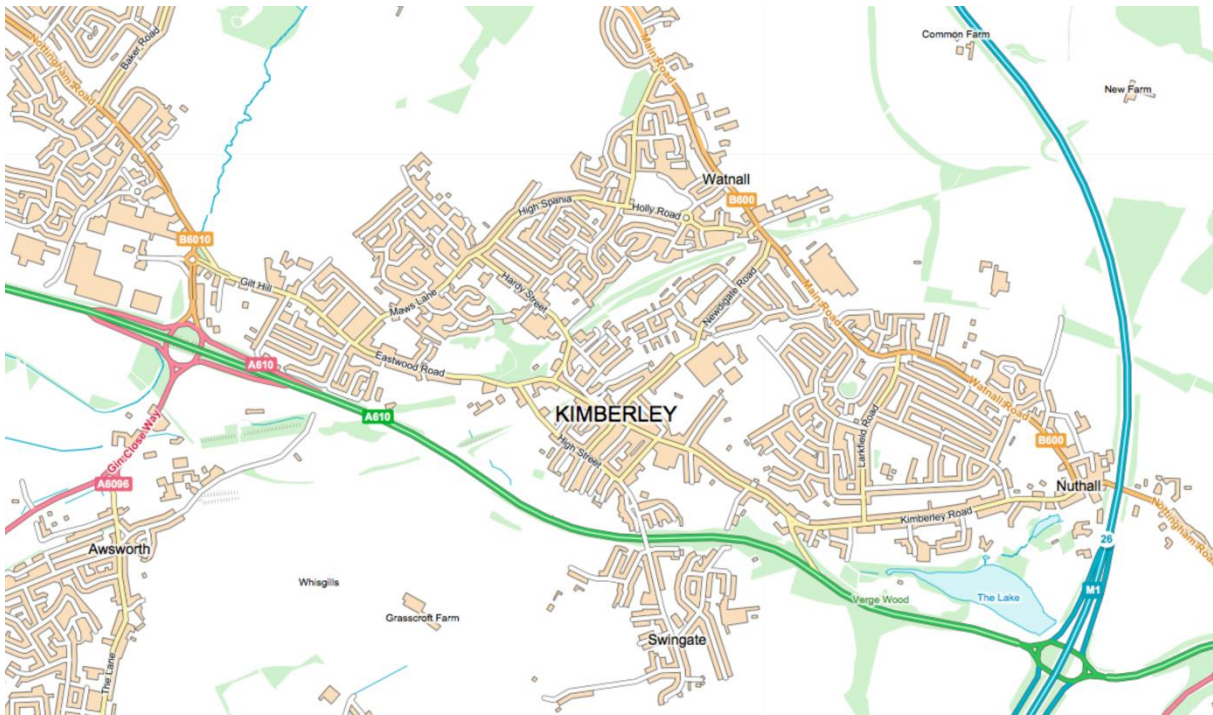 Baker Road
Nottingham Road
Main Road
Common Farm
New Farm
Watnall
B600
High Spania
Holly Road
B6010
Gilt Hill
Hardy Street
Maws Lane
Newdigate Road
Main Road
Eastwood Road
A610
A610
KIMBERLEY
Watnall Road
Larkfield Road
Gin Close Way
High Street
B600
A6096
Nuthall
Nottingham Road
Kimberley Road
26
Awsworth
Whisgills
M1
Verge Wood
The Lake
Grasscroft Farm
Swingate
The Lane